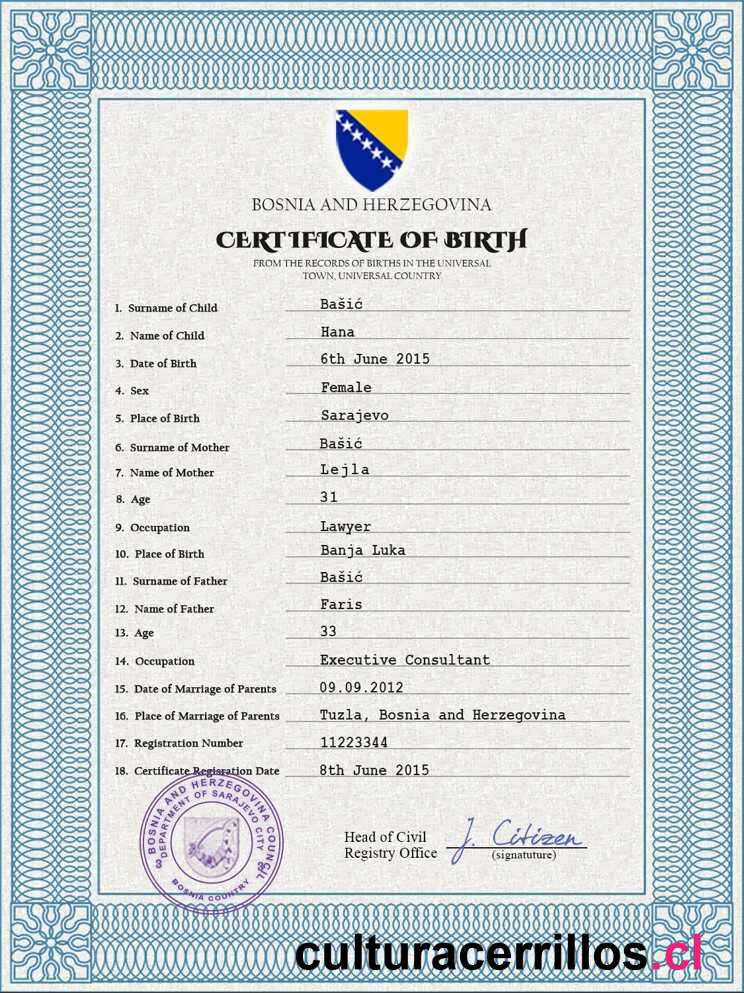 BOSNIA AND HERZEGOVINA
CERTIFICATE OF BIRTH
FROM THE RECORDS OF BIRTHS IN THE UNIVERSAL
TOWN, UNIVERSAL COUNTRY
1. Surname of Child Bašić
2. Name of Child Hana
3. Date of Birth 6th June 2015
4. Sex Female
5. Place of Birth Sarajevo
6. Surname of Mother Bašić
7. Name of Mother Lejla
8. Age 31
9. Occupation Lawyer
10. Place of Birth Banja Luka
11. Surname of Father Bašić
12. Name of Father Faris
13. Age 33
14. Occupation Executive Consultant
15. Date of Marriage of Parents 09.09.2012
16. Place of Marriage of Parents Tuzla, Bosnia and Herzegovina
17. Registration Number 11223344
18. Certificate Regisration Date 8th June 2015
BOSNIA AND HERZEGOVINA COUNCIL
DEPARTMENT OF SARAJEVO CITY
BOSNIA COUNTRY
Head of Civil
Registry Office
J. Citizen
(signatuture)
culturacerrillos.cl